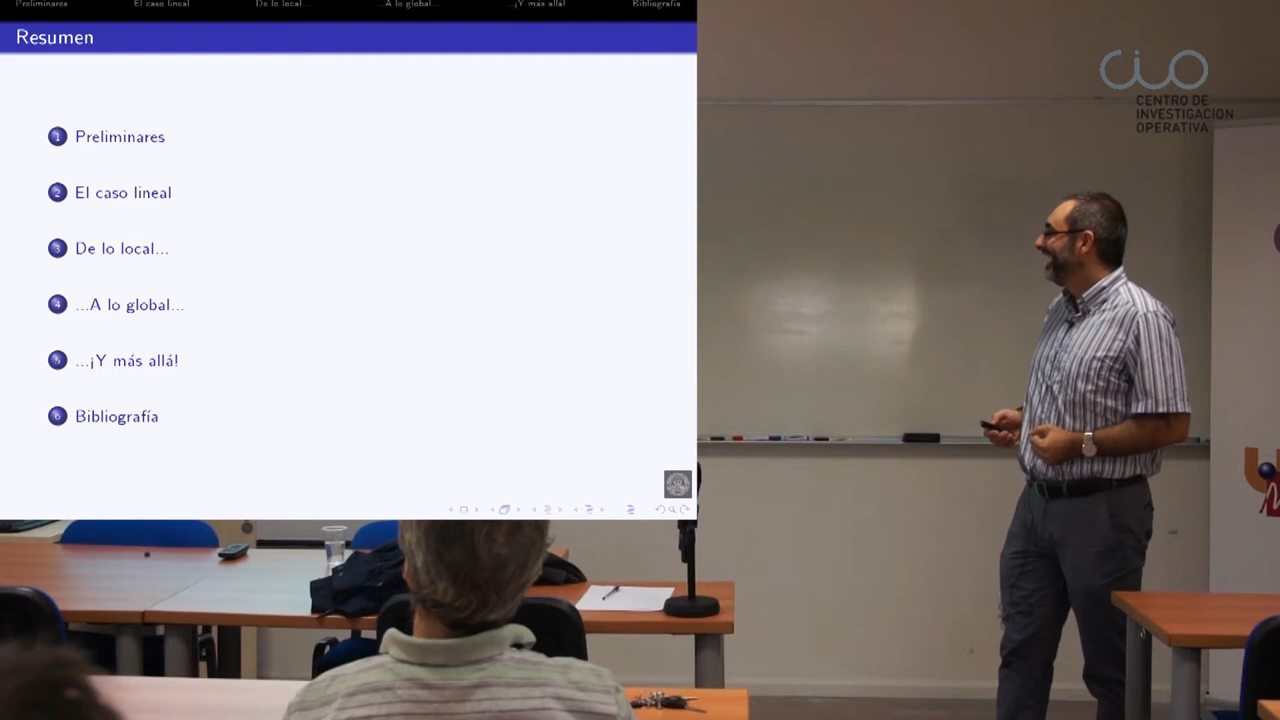 Preliminares
El caso lineal
De lo local...
...A lo global...
...¡Y más allá!
Bibliografía
Resumen
1 Preliminares
2 El caso lineal
3 De lo local...
4 ...A lo global...
5 ...¡Y más allá!
6 Bibliografía
cio
CENTRO DE
INVESTIGACION
OPERATIVA